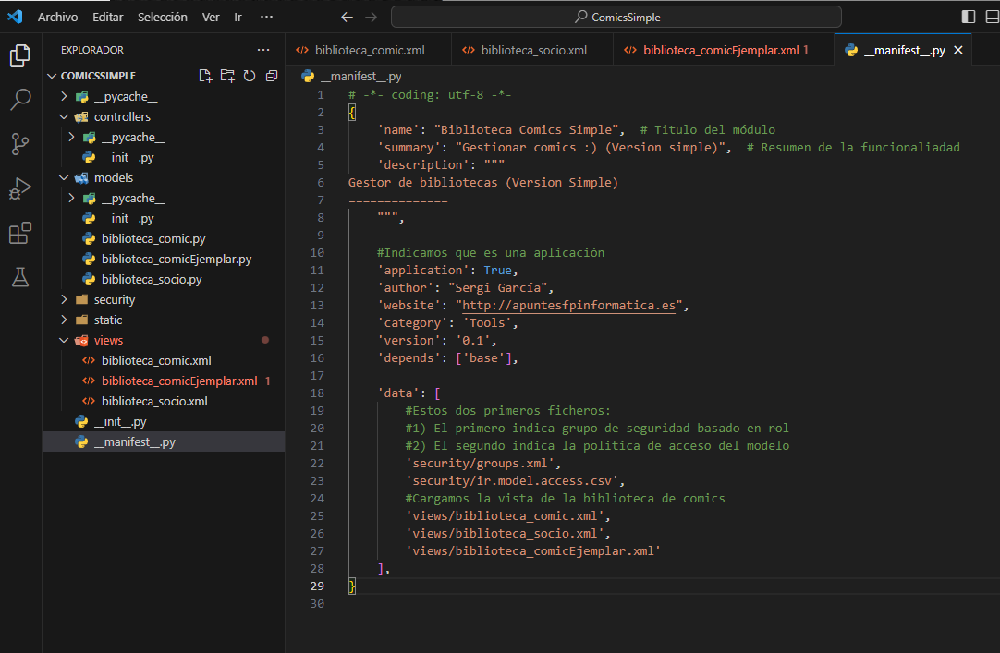 Archivo Editar Selección Ver Ir ··· ComicsSimple
EXPLORADOR ···
COMICSSIMPLE
__pycache__
controllers
__pycache__
__init__.py
models
__pycache__
__init__.py
biblioteca_comic.py
biblioteca_comicEjemplar.py
biblioteca_socio.py
security
static
views
biblioteca_comic.xml
biblioteca_comicEjemplar.xml 1
biblioteca_socio.xml
__init__.py
__manifest__.py
biblioteca_comic.xml biblioteca_socio.xml biblioteca_comicEjemplar.xml 1 __manifest__.py
__manifest__.py
1 # -*- coding: utf-8 -*-
2 {
3 'name': "Biblioteca Comics Simple", # Titulo del módulo
4 'summary': "Gestionar comics :) (Version simple)", # Resumen de la funcionaliadad
5 'description': """
6 Gestor de bibliotecas (Version Simple)
7 ==============
8 """,
9
10 #Indicamos que es una aplicación
11 'application': True,
12 'author': "Sergi García",
13 'website': "http://apuntesfpinformatica.es",
14 'category': 'Tools',
15 'version': '0.1',
16 'depends': ['base'],
17
18 'data': [
19 #Estos dos primeros ficheros:
20 #1) El primero indica grupo de seguridad basado en rol
21 #2) El segundo indica la politica de acceso del modelo
22 'security/groups.xml',
23 'security/ir.model.access.csv',
24 #Cargamos la vista de la biblioteca de comics
25 'views/biblioteca_comic.xml',
26 'views/biblioteca_socio.xml',
27 'views/biblioteca_comicEjemplar.xml'
28 ],
29 }
30